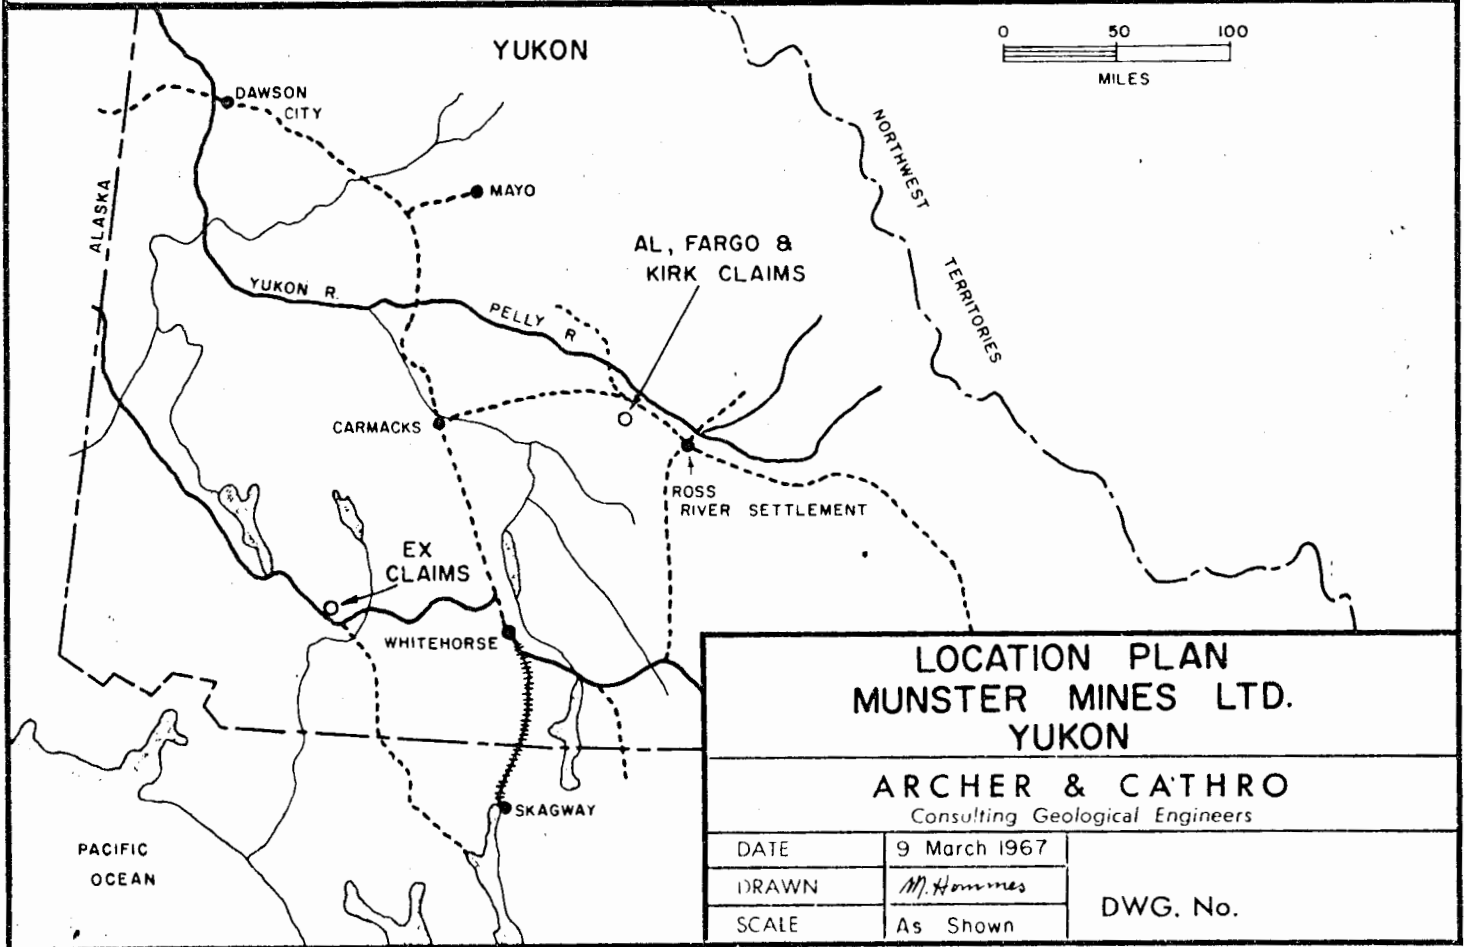 YUKON
0 50 100
MILES
DAWSON
CITY
MAYO
ALASKA
NORTHWEST
TERRITORIES
AL, FARGO &
KIRK CLAIMS
YUKON R.
PELLY R
CARMACKS
ROSS
RIVER SETTLEMENT
EX
CLAIMS
WHITEHORSE
SKAGWAY
PACIFIC
OCEAN
LOCATION PLAN
MUNSTER MINES LTD.
YUKON
ARCHER & CATHRO
Consulting Geological Engineers
DATE 9 March 1967
DRAWN M. Hommes
SCALE As Shown
DWG. No.